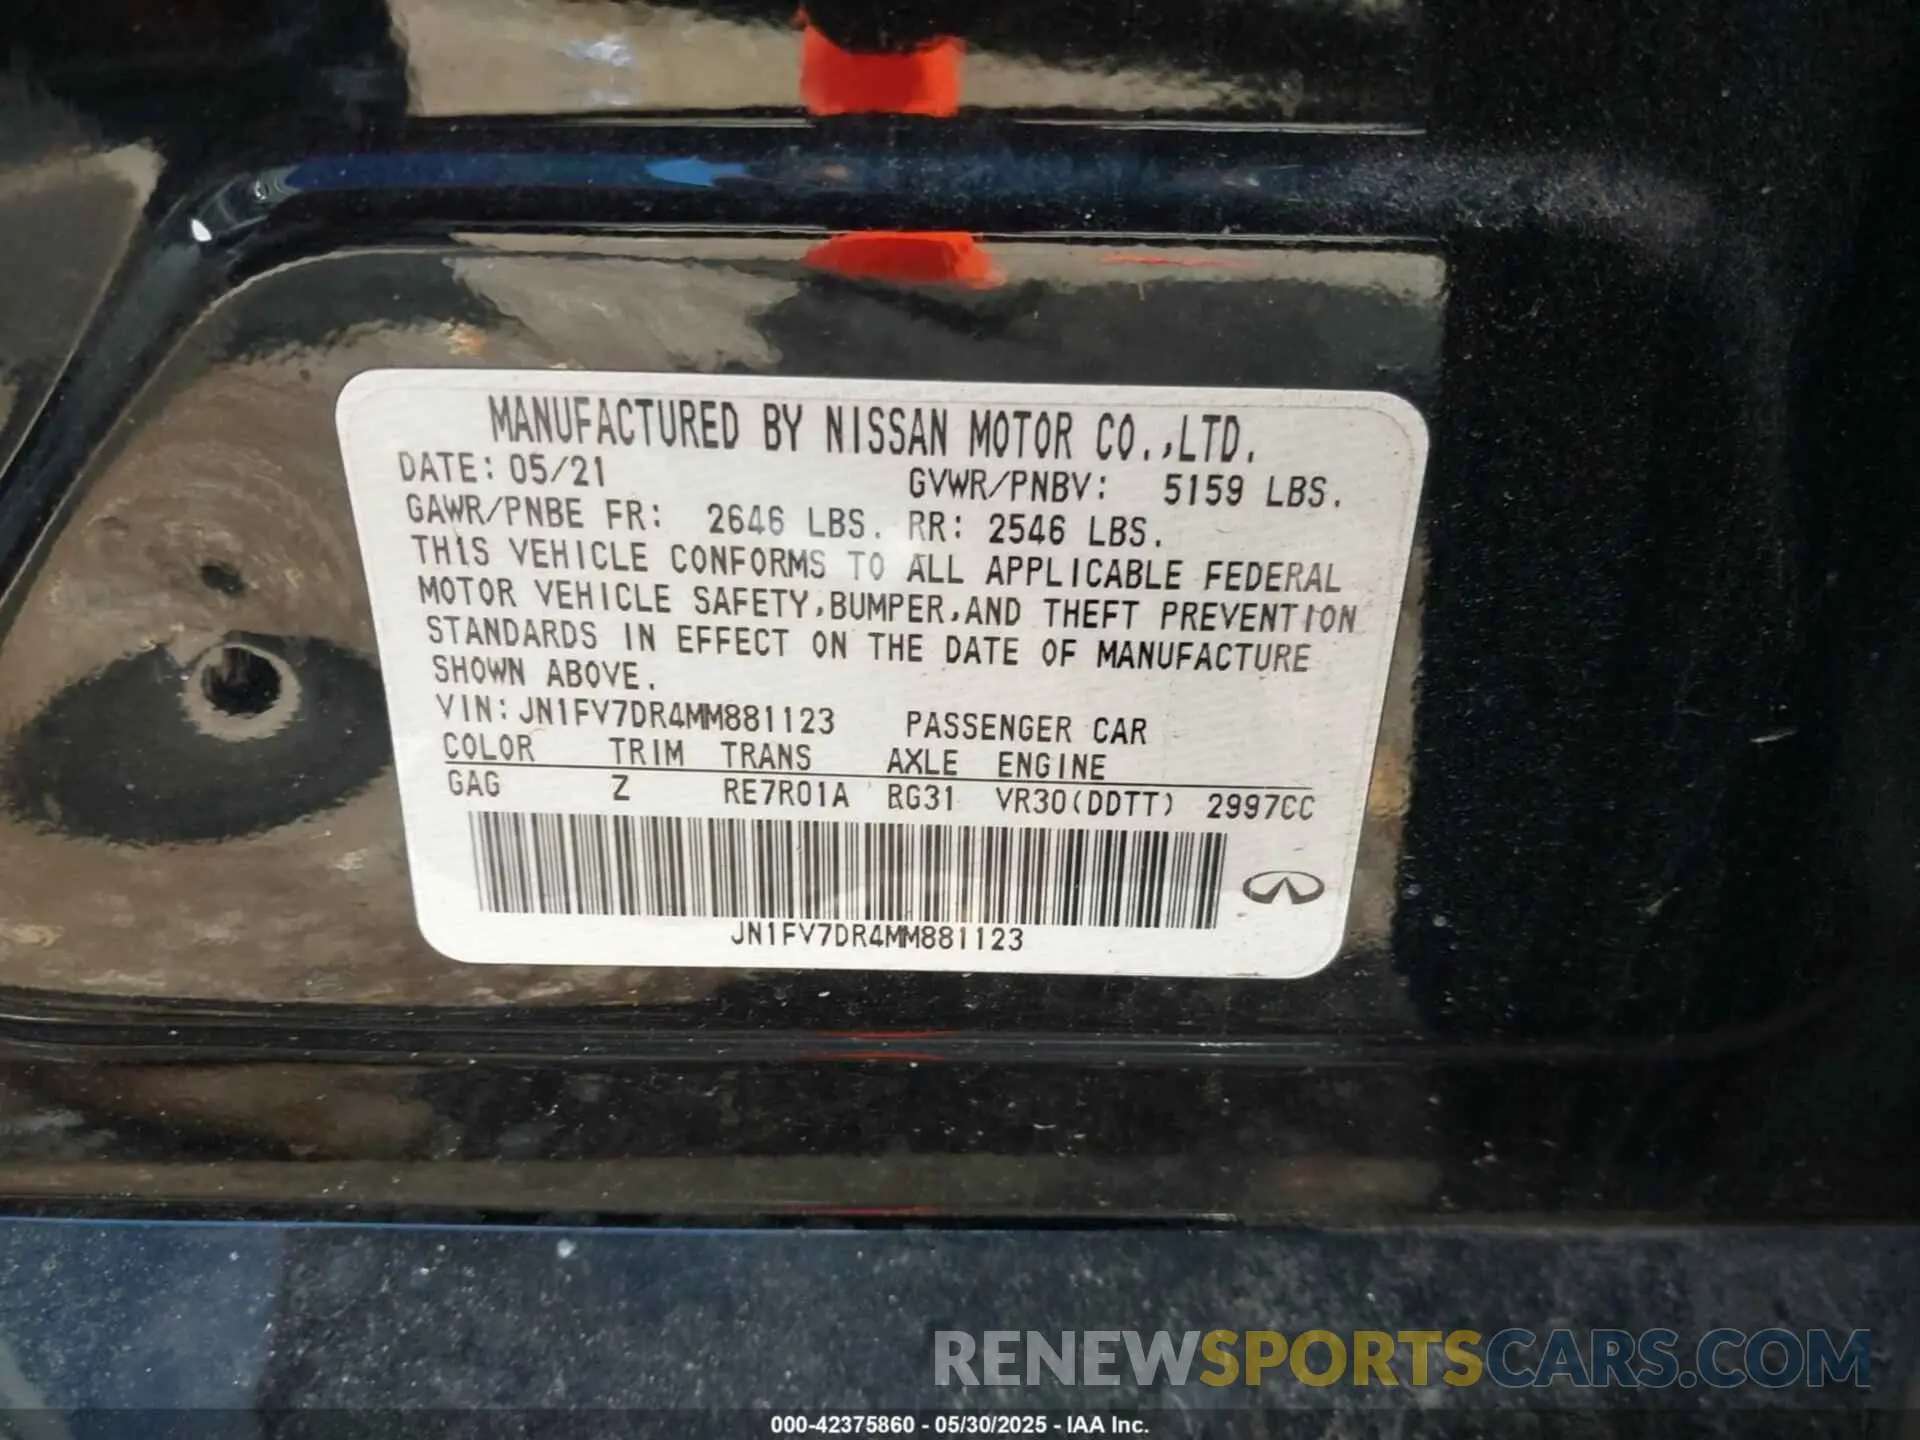 MANUFACTURED BY NISSAN MOTOR CO.,LTD.
DATE: 05/21 GVWR/PNBV: 5159 LBS.
GAWR/PNBE FR: 2646 LBS. RR: 2546 LBS.
THIS VEHICLE CONFORMS TO ALL APPLICABLE FEDERAL
MOTOR VEHICLE SAFETY,BUMPER,AND THEFT PREVENTION
STANDARDS IN EFFECT ON THE DATE OF MANUFACTURE
SHOWN ABOVE.
VIN: JN1FV7DR4MM881123 PASSENGER CAR
COLOR TRIM TRANS AXLE ENGINE
GAG Z RE7R01A RG31 VR30(DDTT) 2997CC
JN1FV7DR4MM881123
RENEWSPORTSCARS.COM
000-42375860 - 05/30/2025 - IAA Inc.